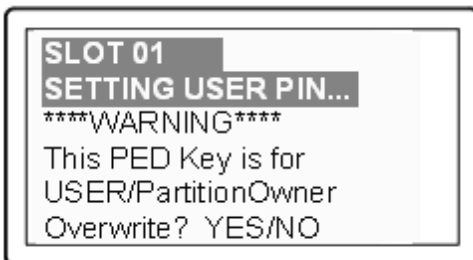 SLOT 01
SETTING USER PIN...
****WARNING****
This PED Key is for
USER/PartitionOwner
Overwrite? YES/NO